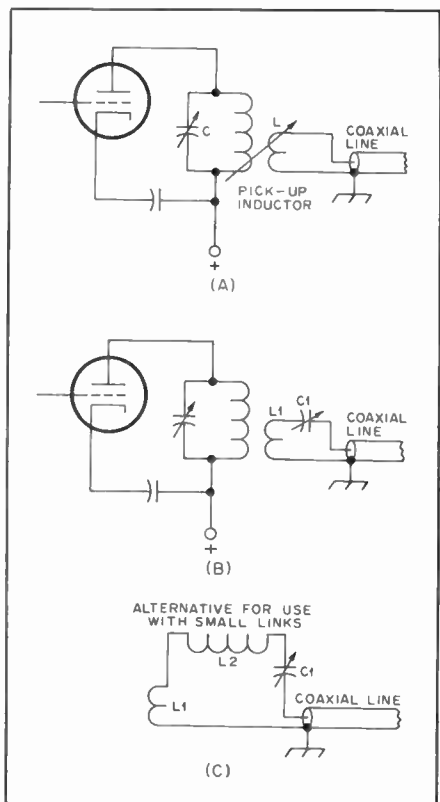 C
L
COAXIAL
LINE
PICK-UP
INDUCTOR
+
(A)
L1
C1
COAXIAL
LINE
+
(B)
ALTERNATIVE FOR USE
WITH SMALL LINKS
L2
C1
L1
COAXIAL LINE
(C)